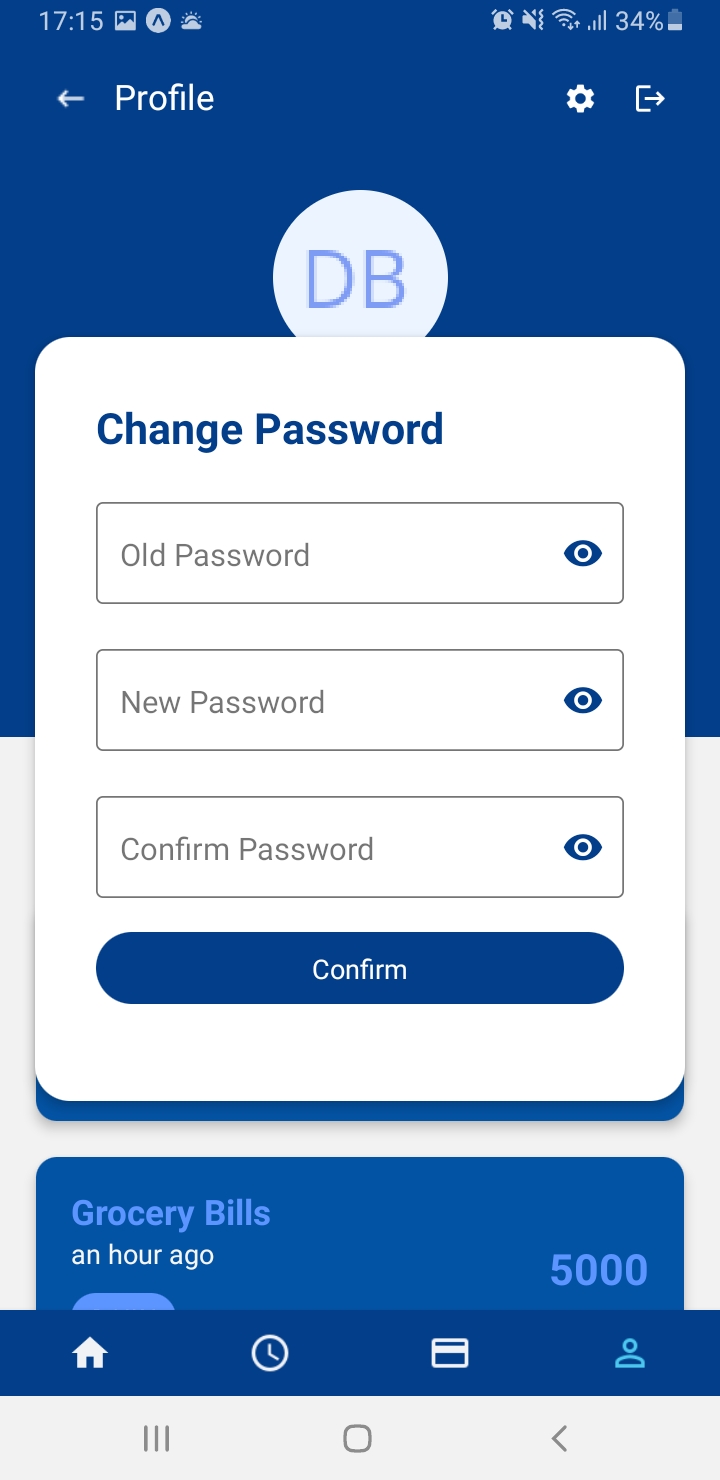 17:15 34%
Profile
DB
Change Password
Old Password
New Password
Confirm Password
Confirm
Grocery Bills
an hour ago
5000